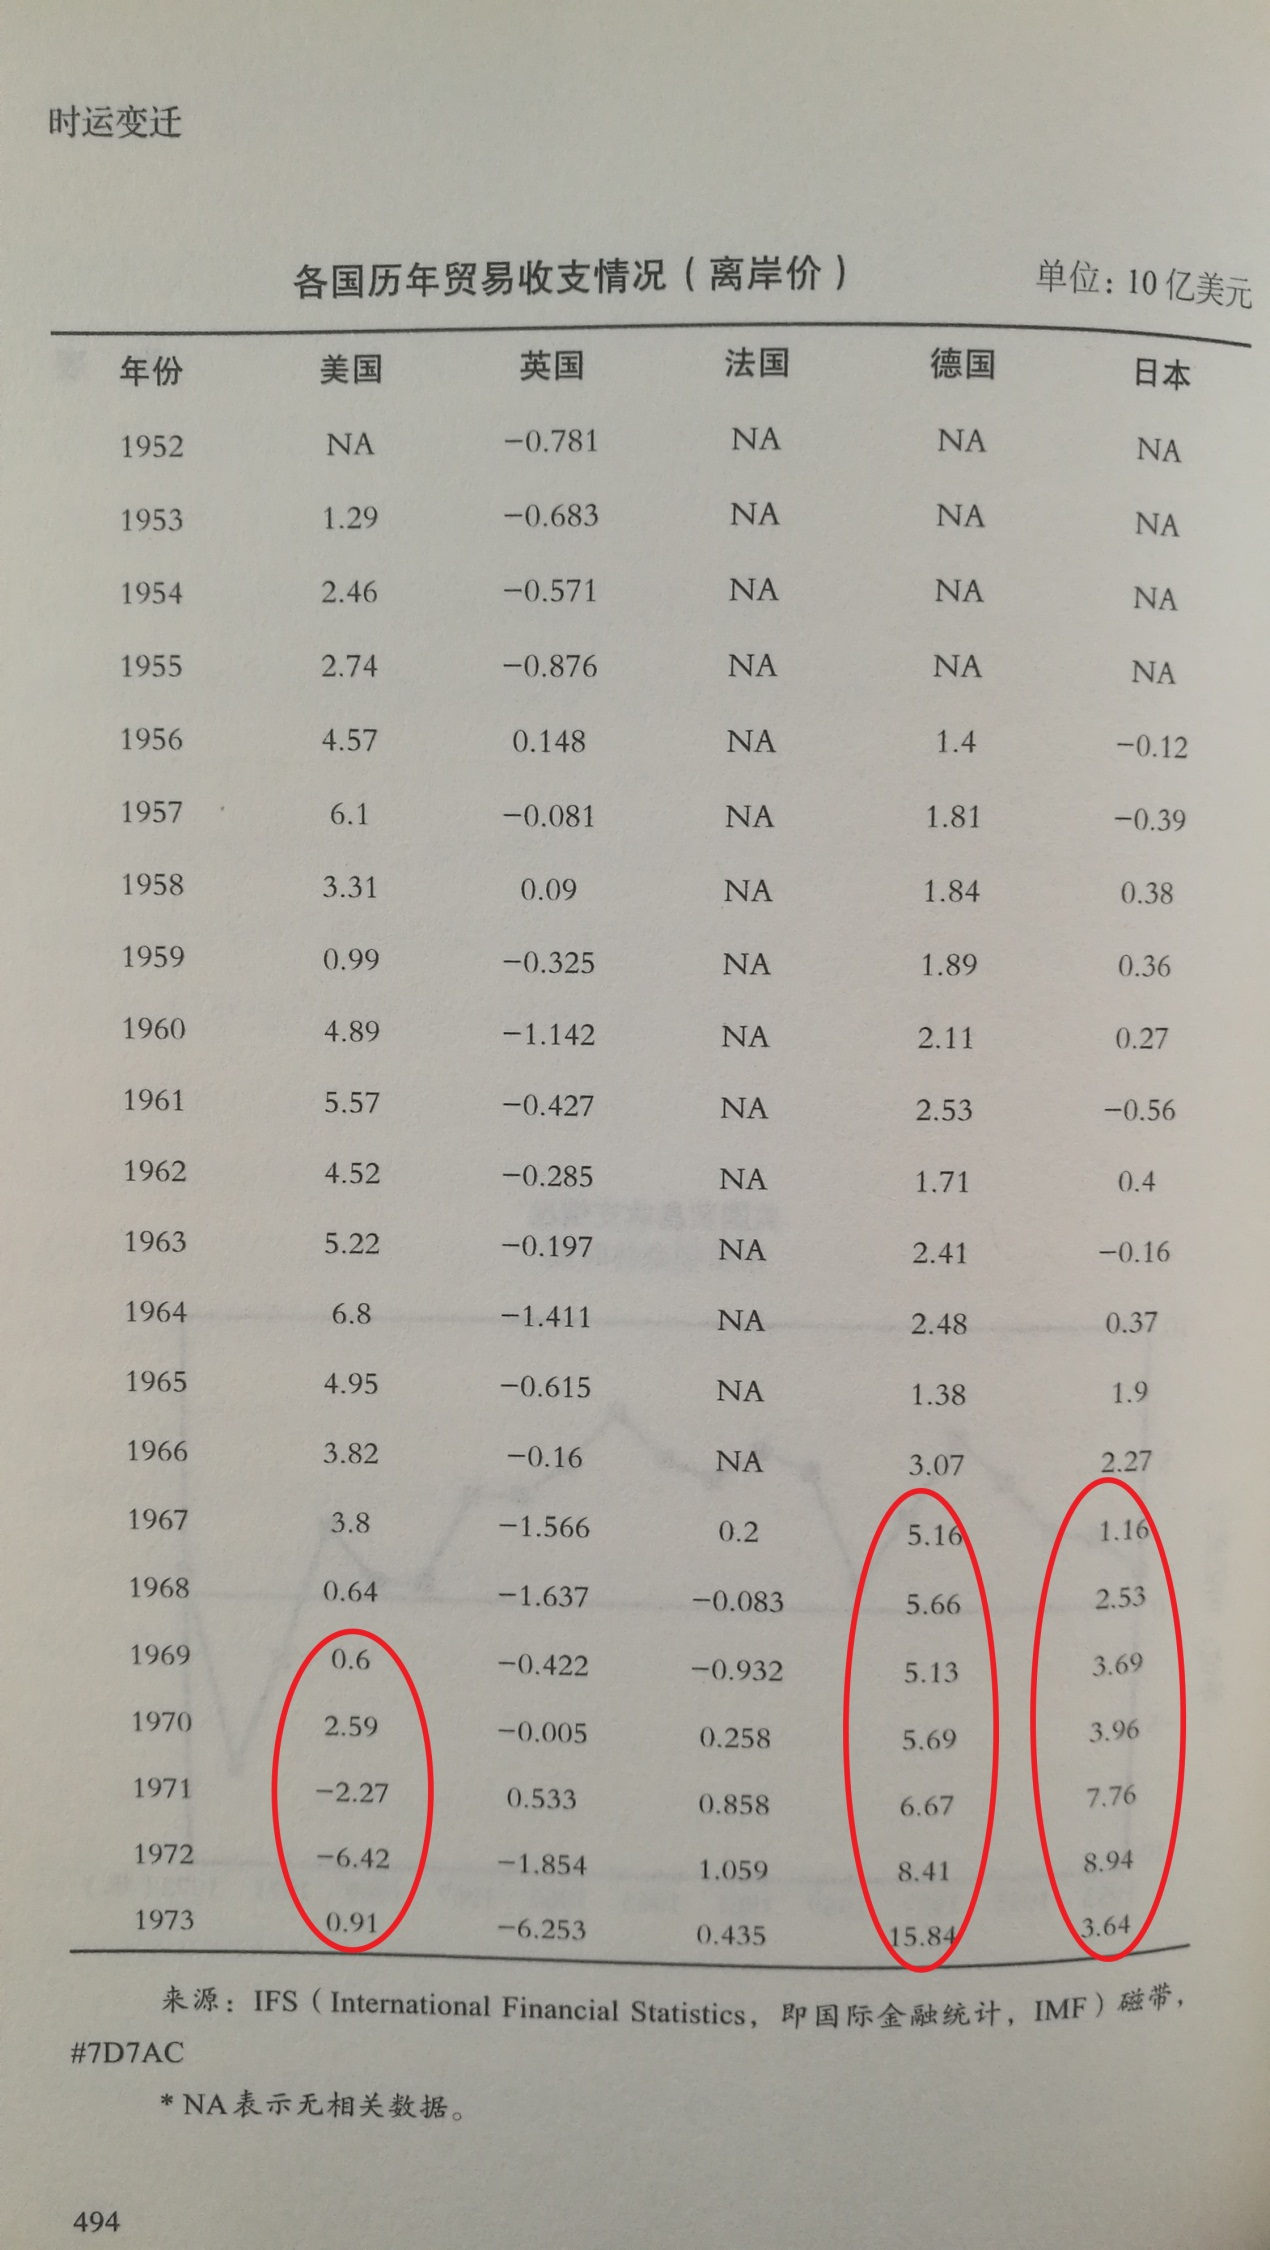 时运变迁
各国历年贸易收支情况（离岸价） 单位：10亿美元
年份 美国 英国 法国 德国 日本
1952 NA −0.781 NA NA NA
1953 1.29 −0.683 NA NA NA
1954 2.46 −0.571 NA NA NA
1955 2.74 −0.876 NA NA NA
1956 4.57 0.148 NA 1.4 −0.12
1957 6.1 −0.081 NA 1.81 −0.39
1958 3.31 0.09 NA 1.84 0.38
1959 0.99 −0.325 NA 1.89 0.36
1960 4.89 −1.142 NA 2.11 0.27
1961 5.57 −0.427 NA 2.53 −0.56
1962 4.52 −0.285 NA 1.71 0.4
1963 5.22 −0.197 NA 2.41 −0.16
1964 6.8 −1.411 NA 2.48 0.37
1965 4.95 −0.615 NA 1.38 1.9
1966 3.82 −0.16 NA 3.07 2.27
1967 3.8 −1.566 0.2 5.16 1.16
1968 0.64 −1.637 −0.083 5.66 2.53
1969 0.6 −0.422 −0.932 5.13 3.69
1970 2.59 −0.005 0.258 5.69 3.96
1971 −2.27 0.533 0.858 6.67 7.76
1972 −6.42 −1.854 1.059 8.41 8.94
1973 0.91 −6.253 0.435 15.84 3.64
来源：IFS（International Financial Statistics，即国际金融统计，IMF）磁带，
#7D7AC
* NA表示无相关数据。
494